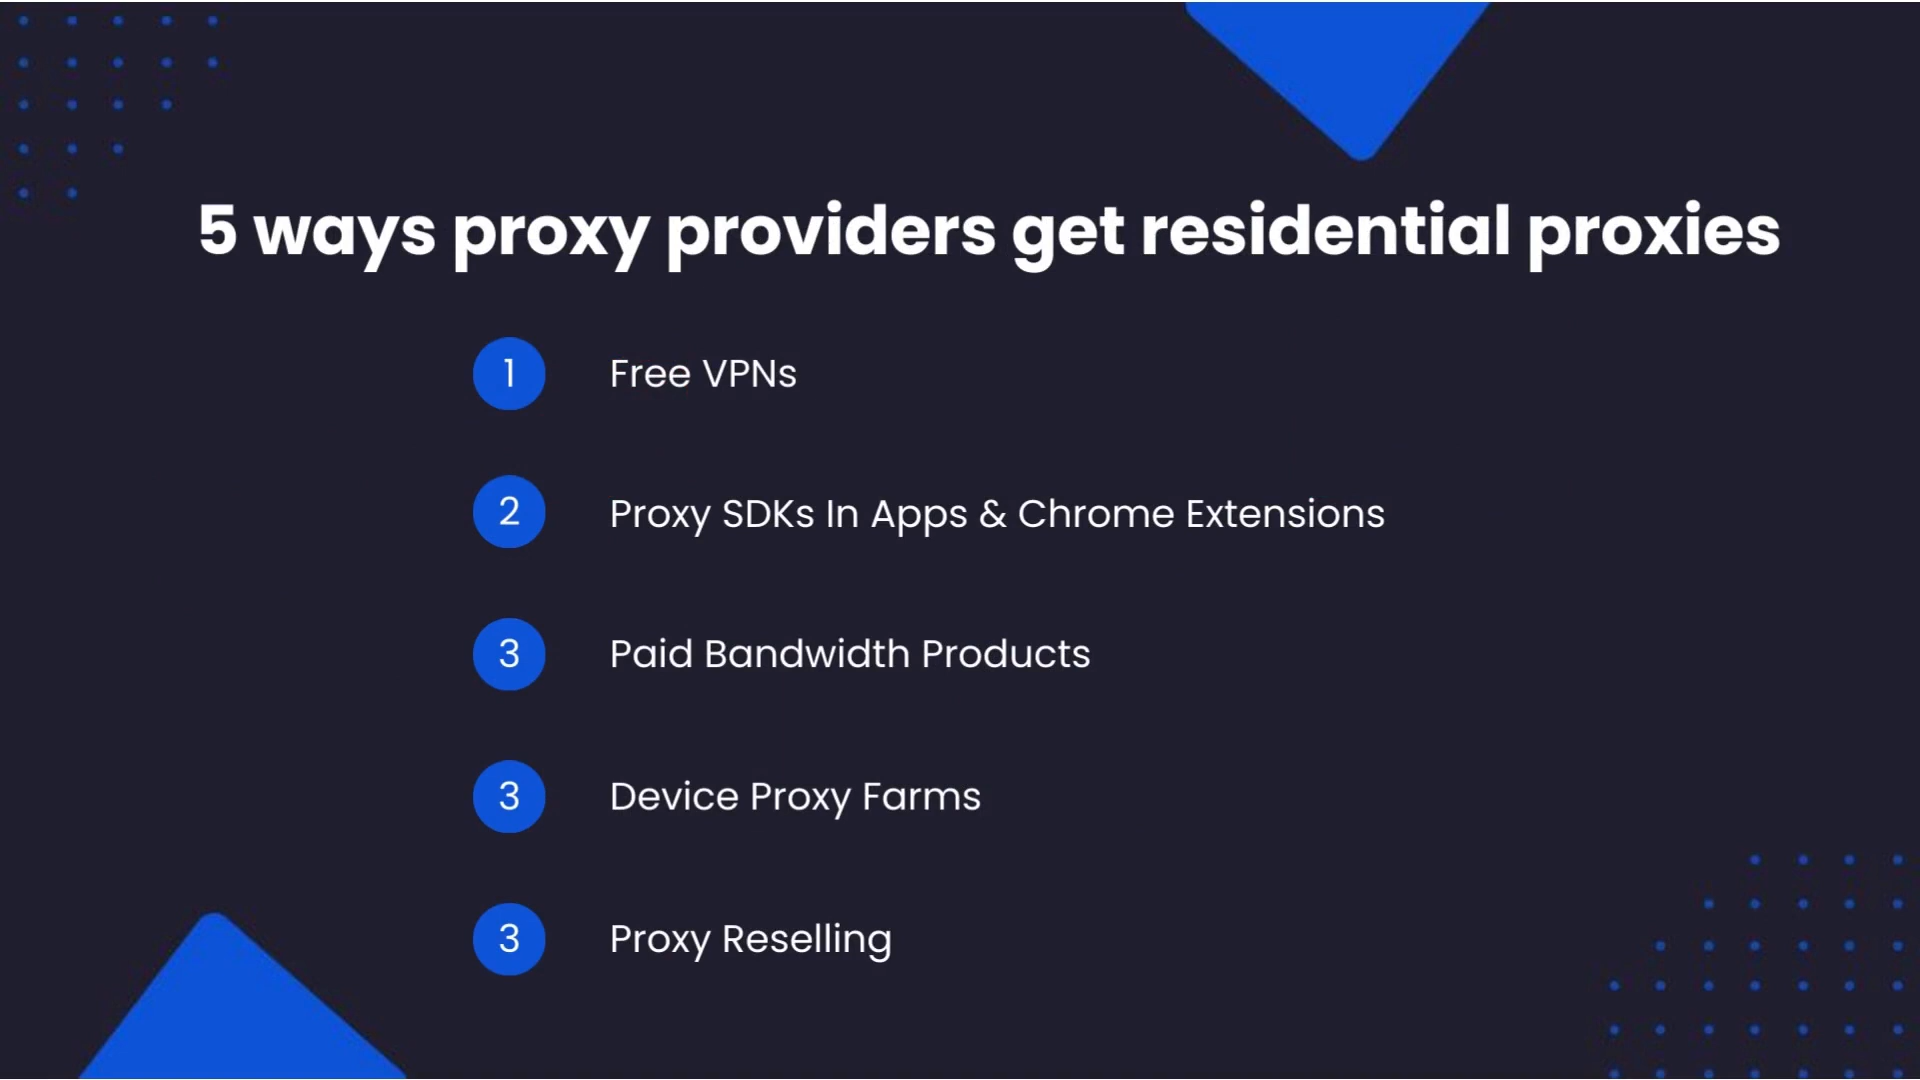 5 ways proxy providers get residential proxies
1 Free VPNs
2 Proxy SDKs In Apps & Chrome Extensions
3 Paid Bandwidth Products
3 Device Proxy Farms
3 Proxy Reselling